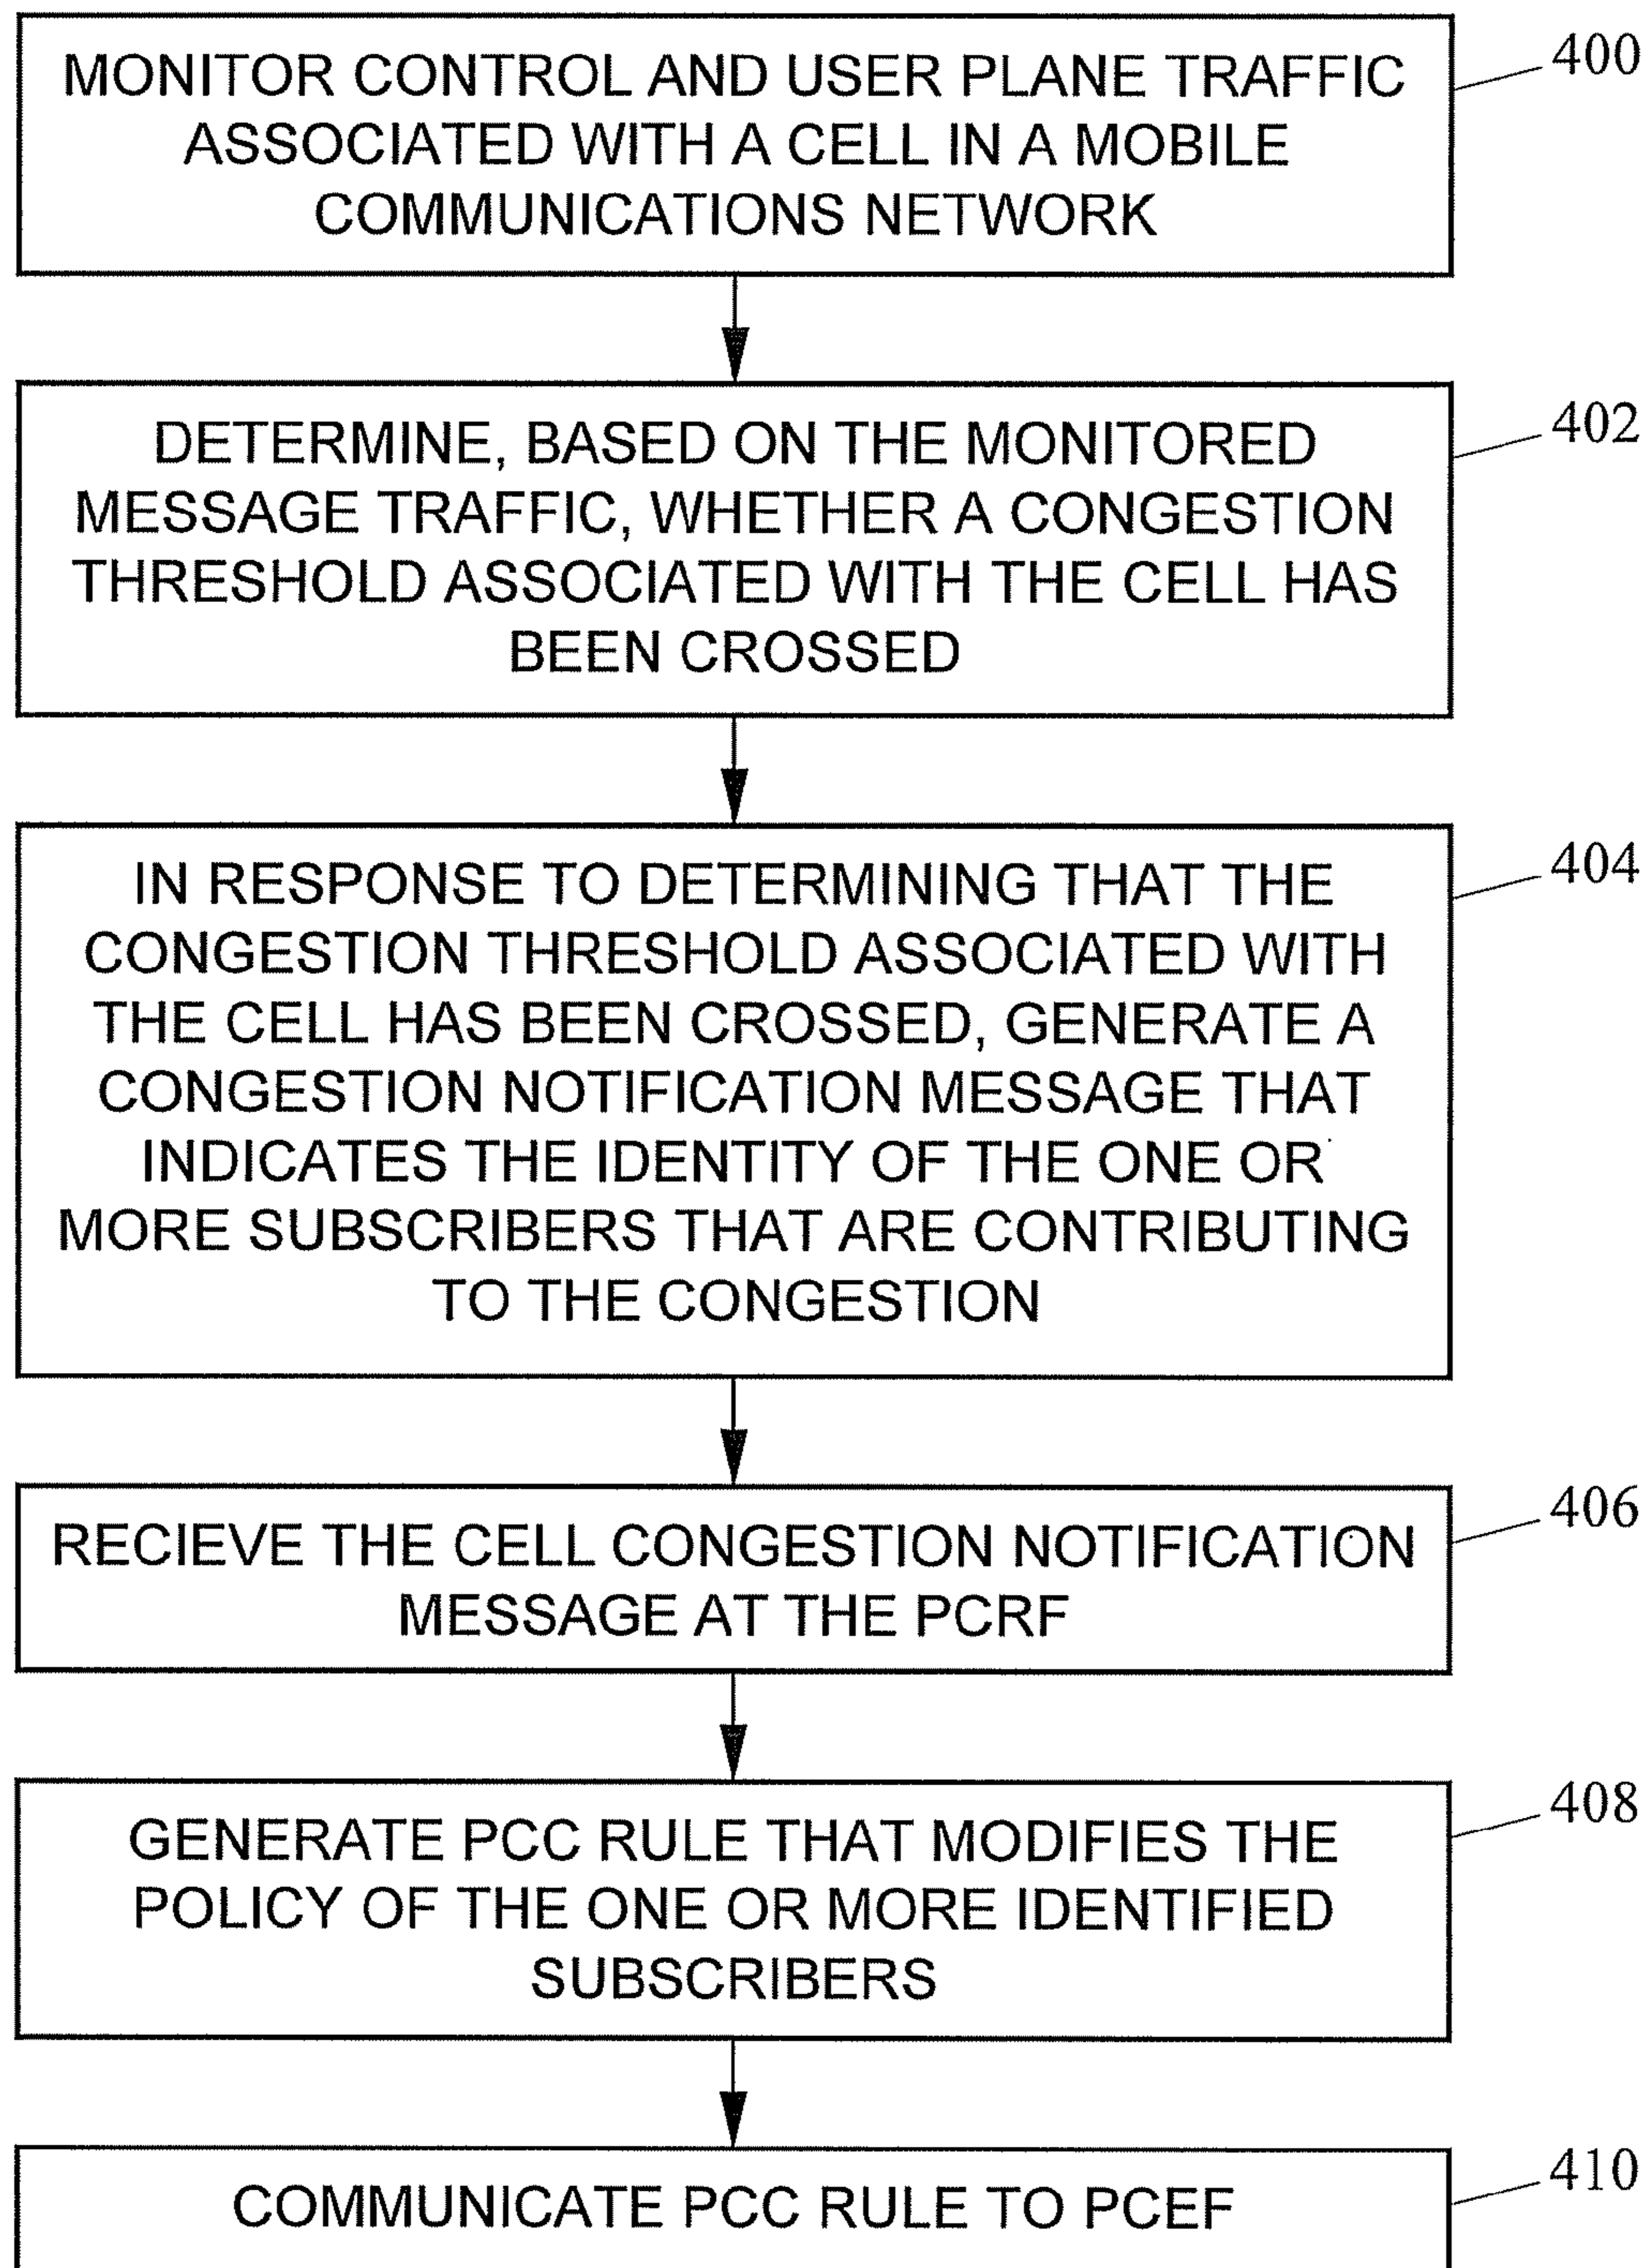 MONITOR CONTROL AND USER PLANE TRAFFIC
ASSOCIATED WITH A CELL IN A MOBILE
COMMUNICATIONS NETWORK
400
DETERMINE, BASED ON THE MONITORED
MESSAGE TRAFFIC, WHETHER A CONGESTION
THRESHOLD ASSOCIATED WITH THE CELL HAS
BEEN CROSSED
402
IN RESPONSE TO DETERMINING THAT THE
CONGESTION THRESHOLD ASSOCIATED WITH
THE CELL HAS BEEN CROSSED, GENERATE A
CONGESTION NOTIFICATION MESSAGE THAT
INDICATES THE IDENTITY OF THE ONE OR
MORE SUBSCRIBERS THAT ARE CONTRIBUTING
TO THE CONGESTION
404
RECIEVE THE CELL CONGESTION NOTIFICATION
MESSAGE AT THE PCRF
406
GENERATE PCC RULE THAT MODIFIES THE
POLICY OF THE ONE OR MORE IDENTIFIED
SUBSCRIBERS
408
COMMUNICATE PCC RULE TO PCEF
410